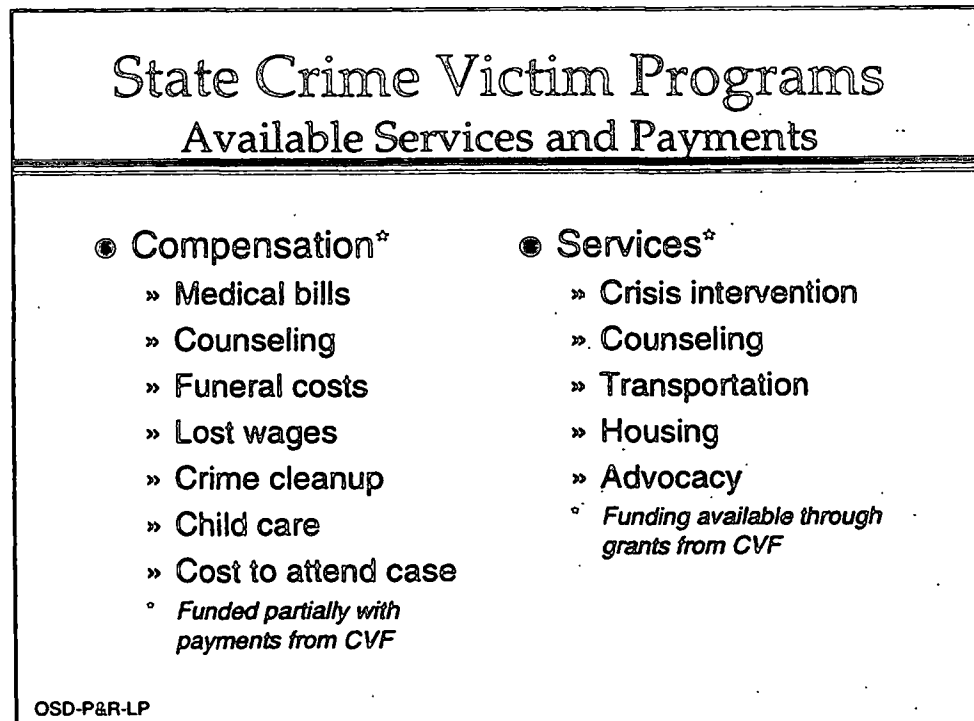 State Crime Victim Programs
Available Services and Payments
Compensation☆
» Medical bills
» Counseling
» Funeral costs
» Lost wages
» Crime cleanup
» Child care
» Cost to attend case
☆ Funded partially with
payments from CVF
Services☆
» Crisis intervention
» Counseling
» Transportation
» Housing
» Advocacy
☆ Funding available through
grants from CVF
OSD-P&R-LP